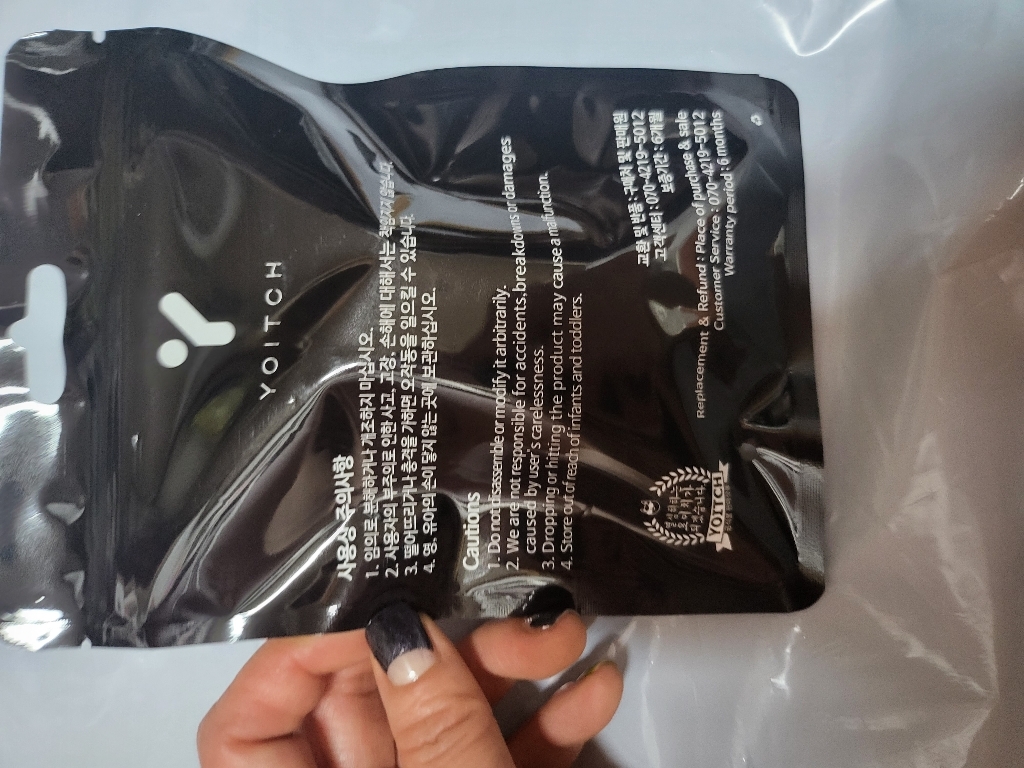 YOITCH
사용상 주의사항
1. 임의로 분해하거나 개조하지 마십시오.
2. 사용자의 부주의로 인한 사고, 고장, 손해에 대해서는 책임지지 않습니다.
3. 떨어뜨리거나 충격을 가하면 오작동을 일으킬 수 있습니다.
4. 영, 유아의 손이 닿지 않는 곳에 보관하십시오.
Cautions
1. Do not disassemble or modify it arbitrarily.
2. We are not responsible for accidents, breakdowns or damages
caused by user's carelessness.
3. Dropping or hitting the product may cause a malfunction.
4. Store out of reach of infants and toddlers.
교환 및 반품 : 구매처 및 판매원
고객센터 : 070-4219-5012
보증기간 : 6개월
Replacement & Refund : Place of purchase & sale
Customer Service : 070-4219-5012
Warranty period : 6 months
YOITCH